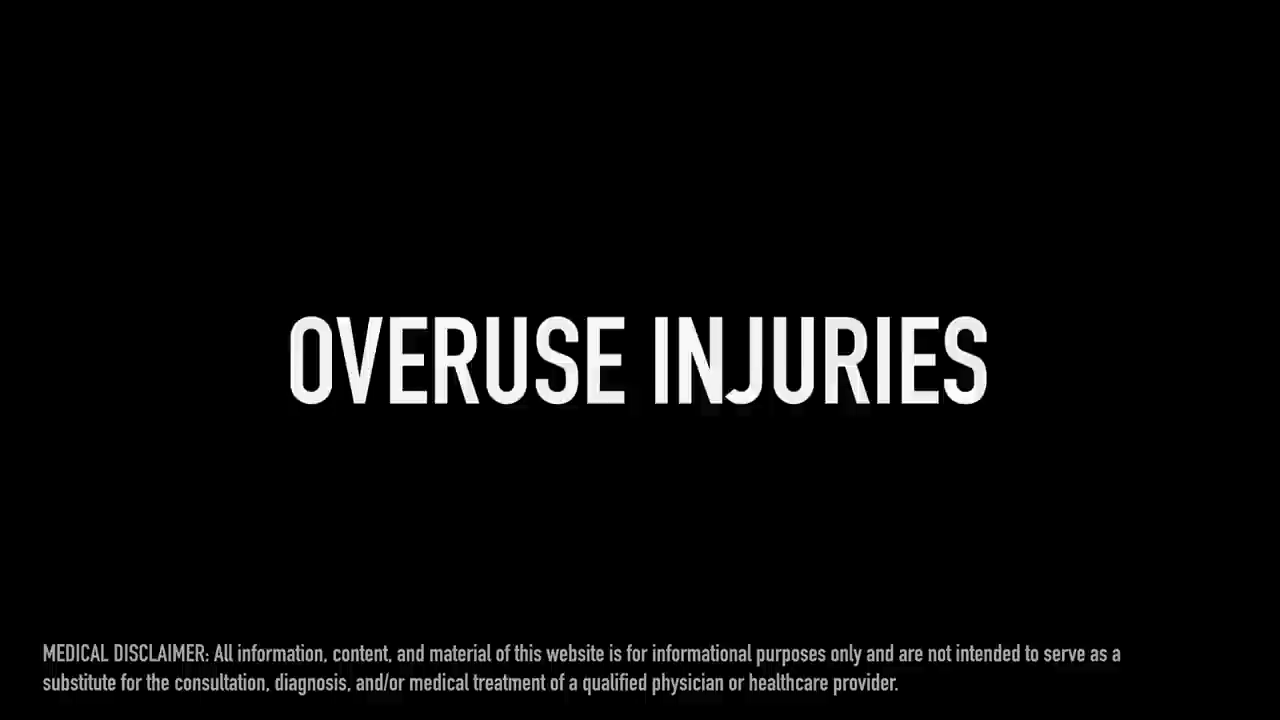 OVERUSE INJURIES
MEDICAL DISCLAIMER: All information, content, and material of this website is for informational purposes only and are not intended to serve as a
substitute for the consultation, diagnosis, and/or medical treatment of a qualified physician or healthcare provider.